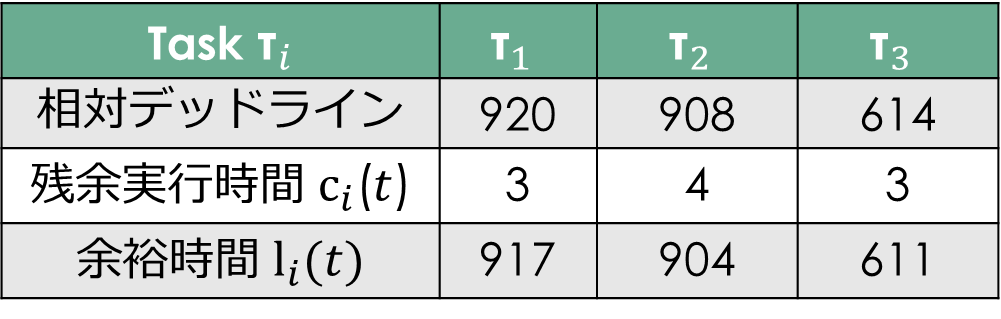 Task τ𝑖 τ1 τ2 τ3
相対デッドライン 920 908 614
残余実行時間 c𝑖(t) 3 4 3
余裕時間 l𝑖(t) 917 904 611